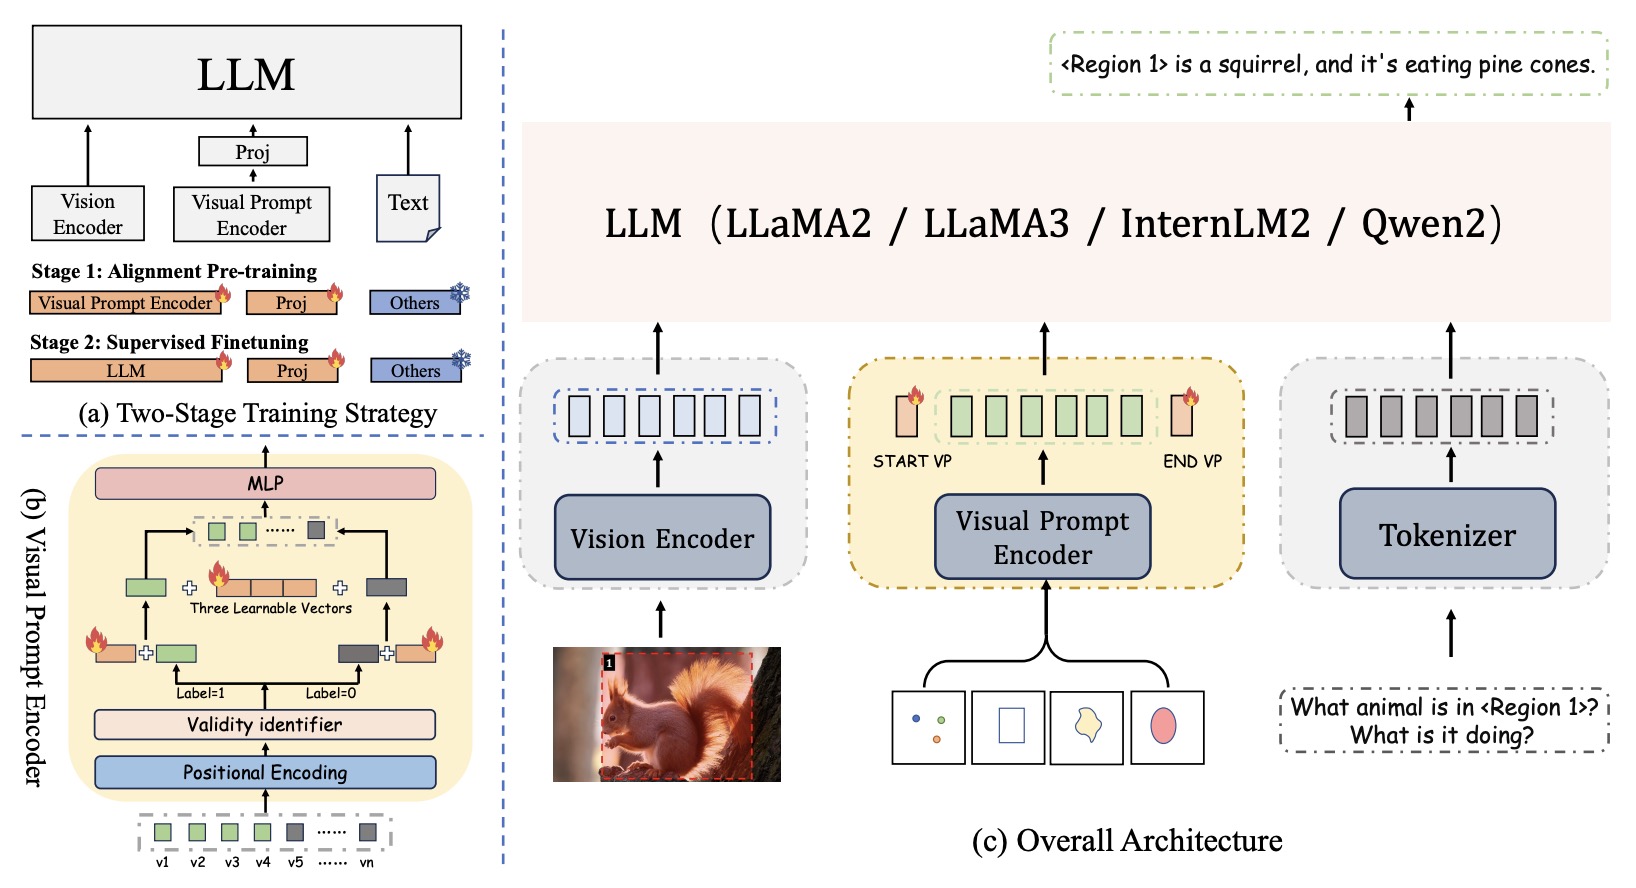 LLM
Proj
Vision
Encoder
Visual Prompt
Encoder
Text
Stage 1: Alignment Pre-training
Visual Prompt Encoder
Proj
Others
Stage 2: Supervised Finetuning
LLM
Proj
Others
(a) Two-Stage Training Strategy
(b) Visual Prompt Encoder
MLP
......
Three Learnable Vectors
Label=1
Label=0
Validity identifier
Positional Encoding
......
v1 v2 v3 v4 v5 ...... vn
<Region 1> is a squirrel, and it's eating pine cones.
LLM (LLaMA2 / LLaMA3 / InternLM2 / Qwen2)
START VP
END VP
Vision Encoder
Visual Prompt
Encoder
Tokenizer
1
What animal is in <Region 1>?
What is it doing?
(c) Overall Architecture